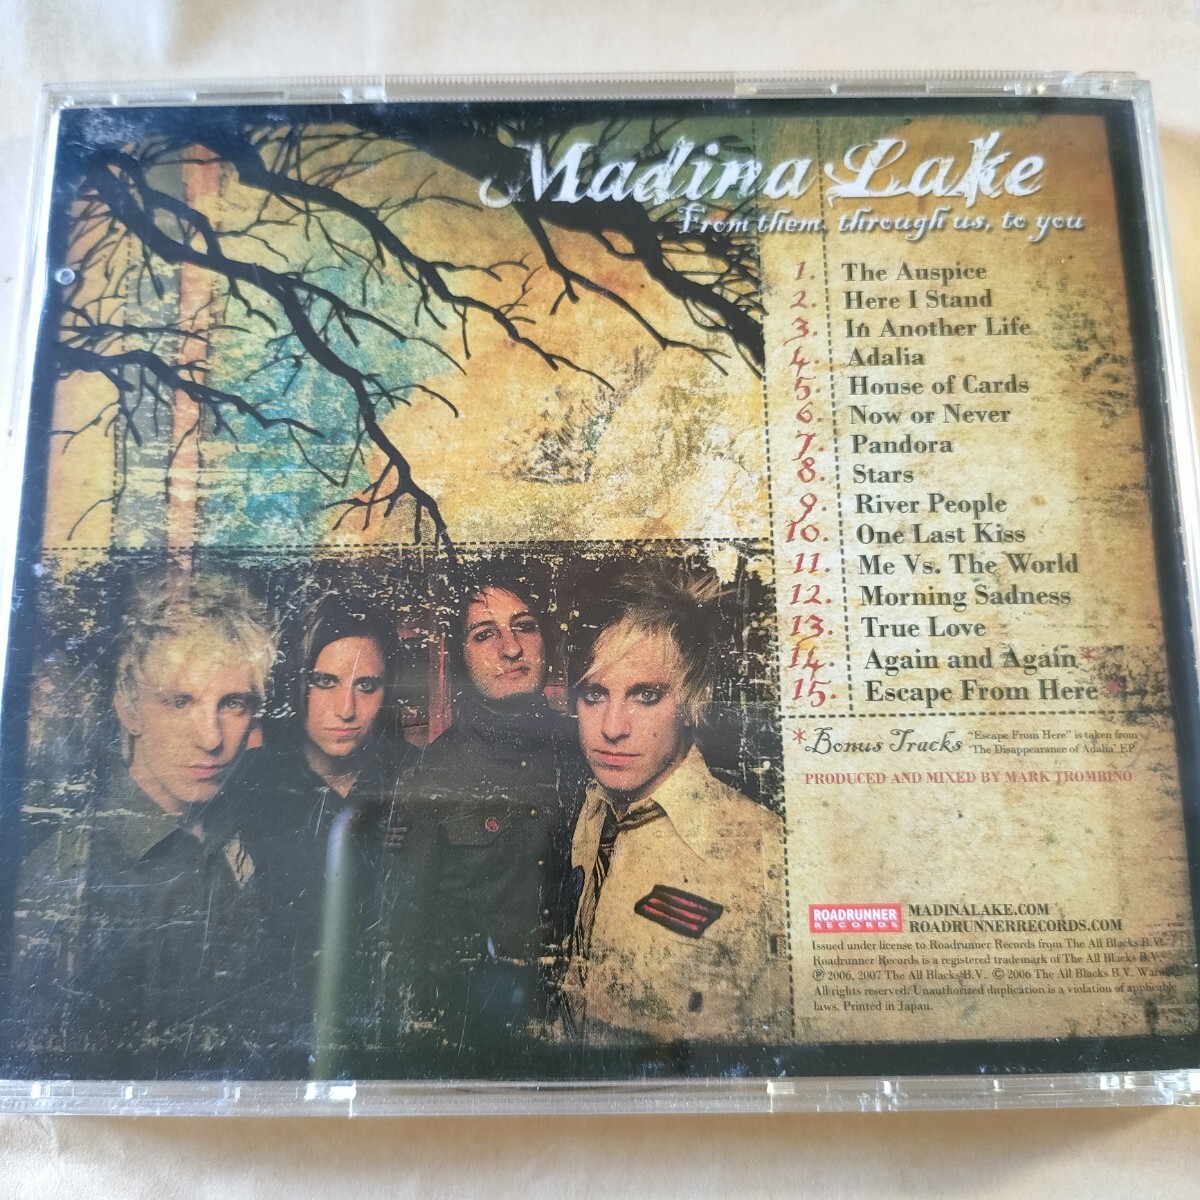 Madina Lake
From them, through us, to you
1. The Auspice
2. Here I Stand
3. In Another Life
4. Adalia
5. House of Cards
6. Now or Never
7. Pandora
8. Stars
9. River People
10. One Last Kiss
11. Me Vs. The World
12. Morning Sadness
13. True Love
14. Again and Again*
15. Escape From Here*
*Bonus Tracks "Escape From Here" is taken from
"The Disappearance of Adalia" EP
PRODUCED AND MIXED BY MARK TROMBINO
ROADRUNNER
RECORDS
MADINALAKE.COM
ROADRUNNERRECORDS.COM
Issued under license to Roadrunner Records from The All Blacks B.V.
Roadrunner Records is a registered trademark of The All Blacks B.V.
℗ 2006, 2007 The All Blacks B.V. © 2006 The All Blacks B.V.
All rights reserved. Unauthorized duplication is a violation of applicable
laws. Printed in Japan.